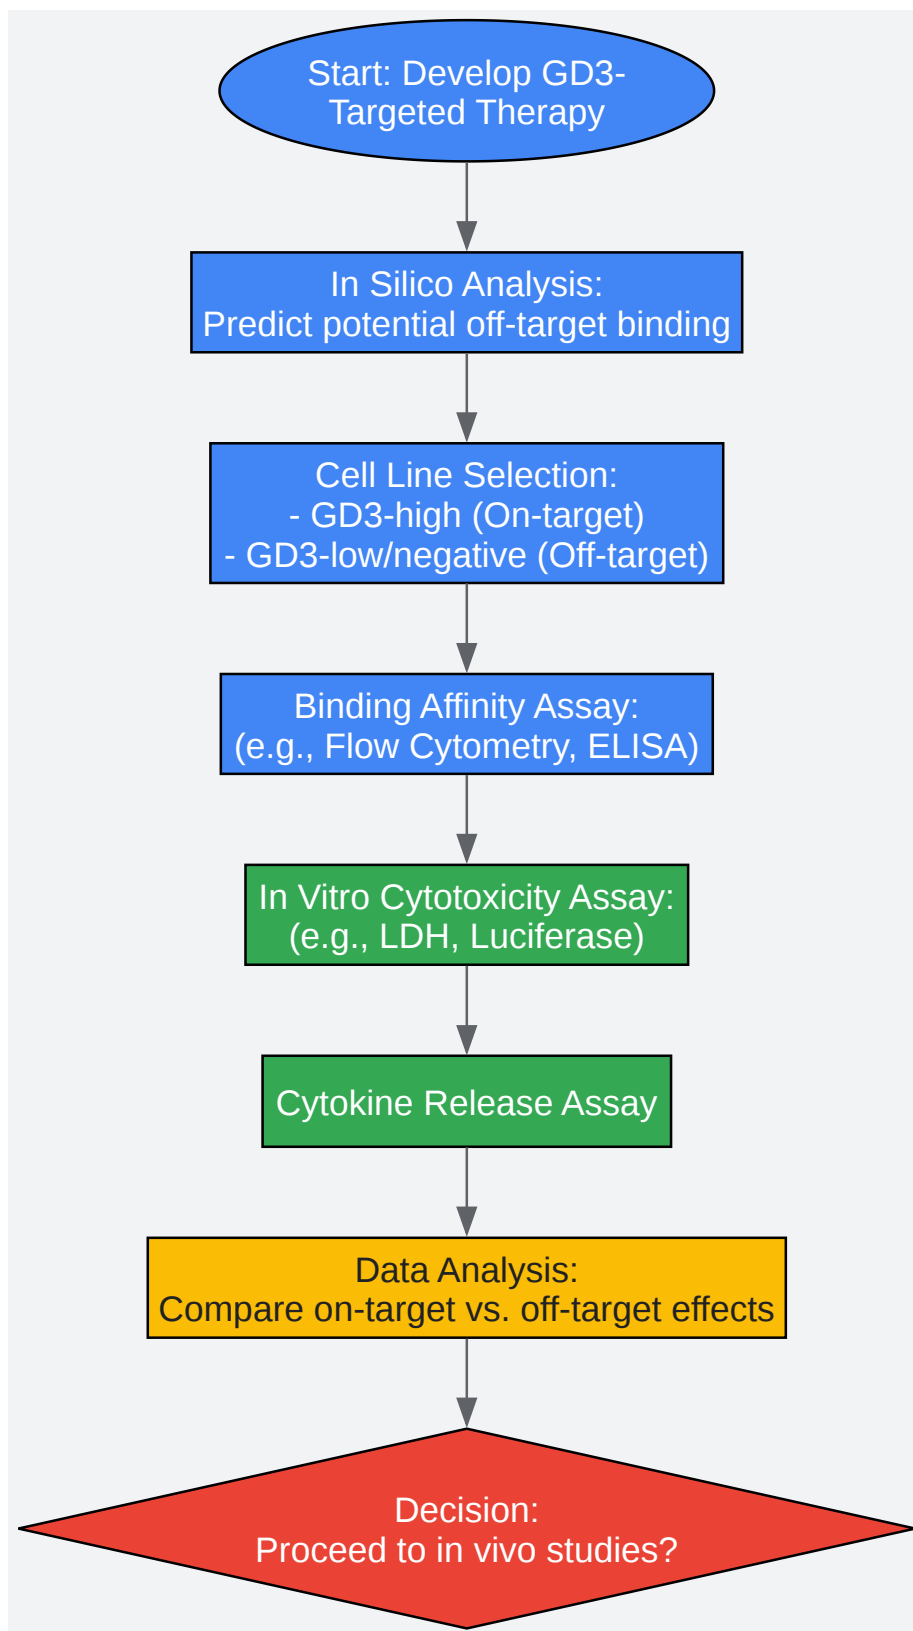 Start: Develop GD3-
Targeted Therapy
In Silico Analysis:
Predict potential off-target binding
Cell Line Selection:
- GD3-high (On-target)
- GD3-low/negative (Off-target)
Binding Affinity Assay:
(e.g., Flow Cytometry, ELISA)
In Vitro Cytotoxicity Assay:
(e.g., LDH, Luciferase)
Cytokine Release Assay
Data Analysis:
Compare on-target vs. off-target effects
Decision:
Proceed to in vivo studies?